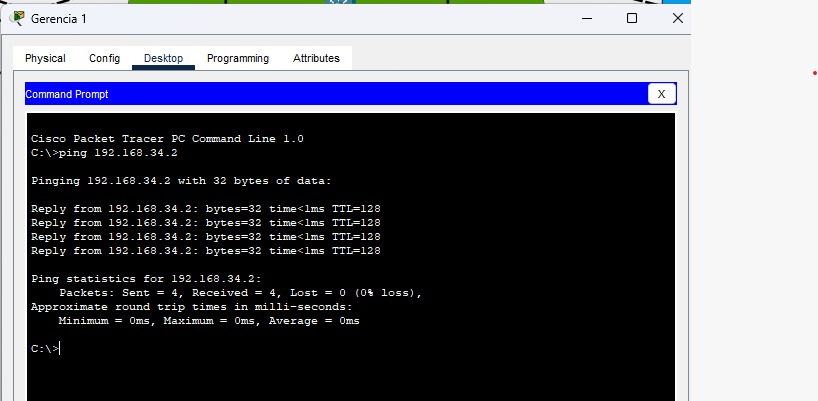 Gerencia 1
Physical Config Desktop Programming Attributes
Command Prompt
X
Cisco Packet Tracer PC Command Line 1.0
C:\>ping 192.168.34.2
Pinging 192.168.34.2 with 32 bytes of data:
Reply from 192.168.34.2: bytes=32 time<1ms TTL=128
Reply from 192.168.34.2: bytes=32 time<1ms TTL=128
Reply from 192.168.34.2: bytes=32 time<1ms TTL=128
Reply from 192.168.34.2: bytes=32 time<1ms TTL=128
Ping statistics for 192.168.34.2:
Packets: Sent = 4, Received = 4, Lost = 0 (0% loss),
Approximate round trip times in milli-seconds:
Minimum = 0ms, Maximum = 0ms, Average = 0ms
C:\>